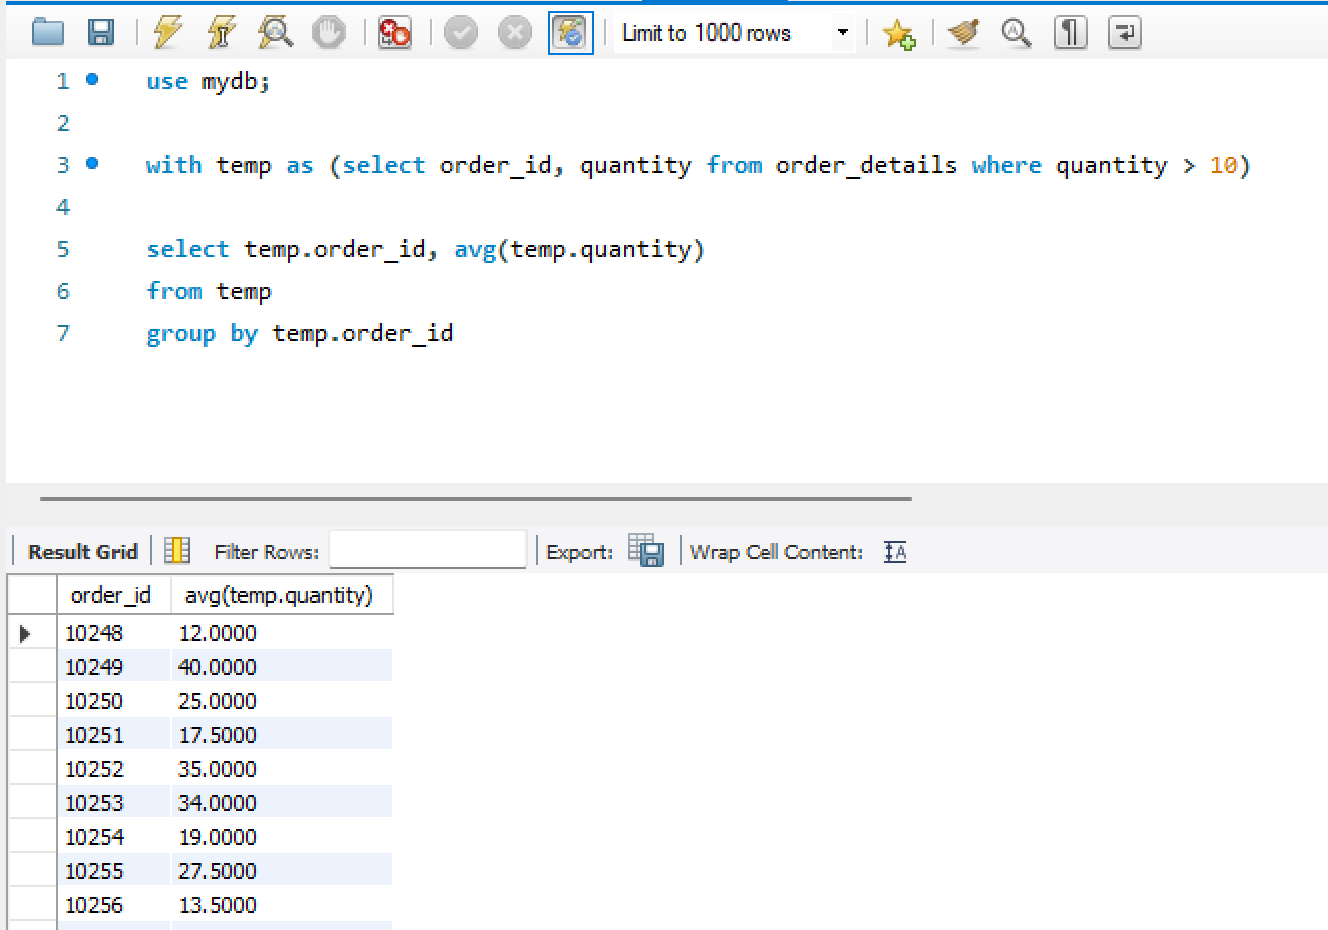 Limit to 1000 rows
1 use mydb;
2
3 with temp as (select order_id, quantity from order_details where quantity > 10)
4
5 select temp.order_id, avg(temp.quantity)
6 from temp
7 group by temp.order_id
Result Grid Filter Rows: Export: Wrap Cell Content: IA
order_id avg(temp.quantity)
10248 12.0000
10249 40.0000
10250 25.0000
10251 17.5000
10252 35.0000
10253 34.0000
10254 19.0000
10255 27.5000
10256 13.5000